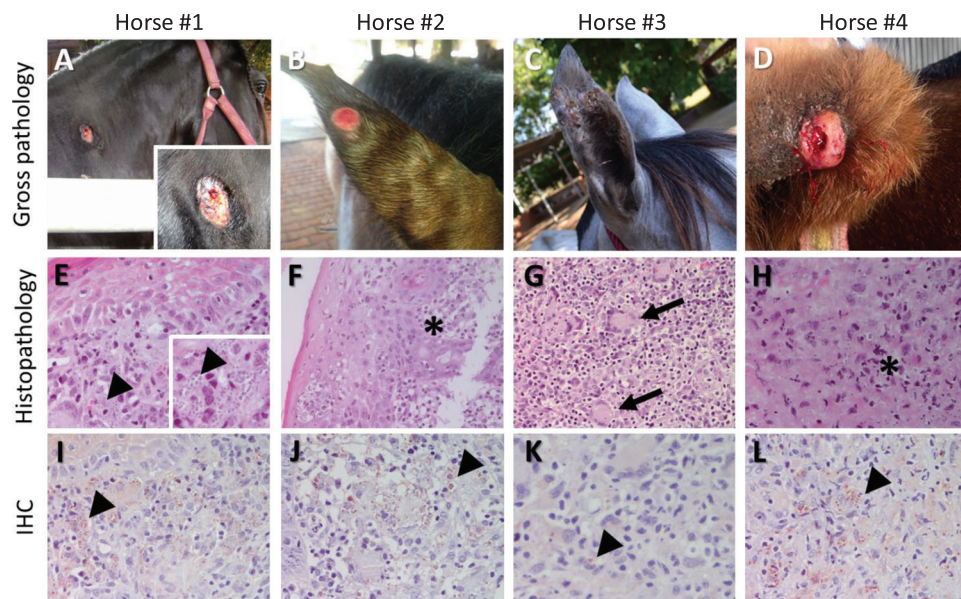 Horse #1 Horse #2 Horse #3 Horse #4
Gross pathology
A B C D
Histopathology
E F G H
* *
IHC
I J K L